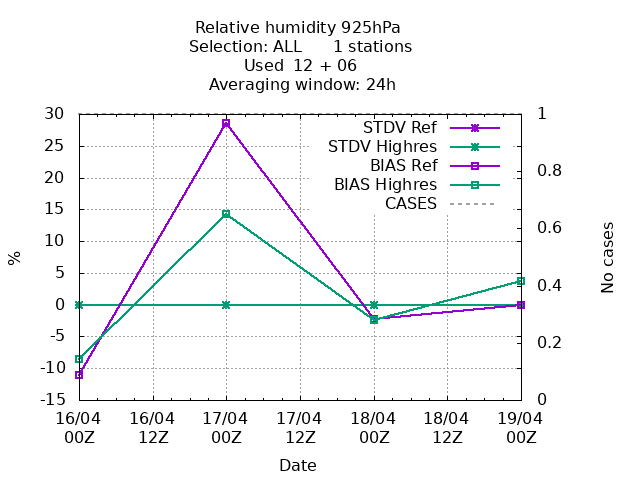 Relative humidity 925hPa
Selection: ALL      1 stations
Used  12 + 06
Averaging window: 24h
30
25
20
15
10
5
0
-5
-10
-15
%
1
0.8
0.6
0.4
0.2
0
No cases
STDV Ref
STDV Highres
BIAS Ref
BIAS Highres
CASES
16/04 16/04 17/04 17/04 18/04 18/04 19/04
00Z 12Z 00Z 12Z 00Z 12Z 00Z
Date